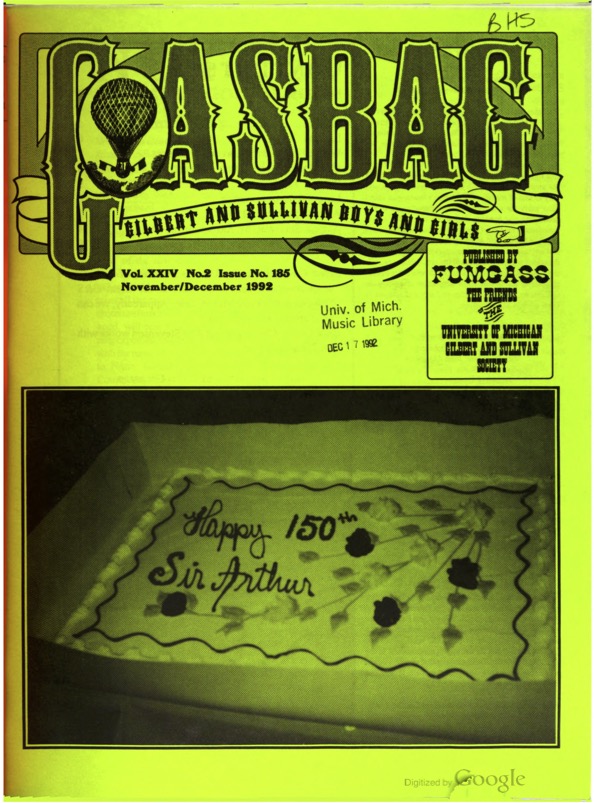 BHS
GASBAG
GILBERT AND SULLIVAN BOYS AND GIRLS
Vol. XXIV No.2 Issue No. 185
November/December 1992
PUBLISHED BY
FUMGASS
THE FRIENDS
OF THE
UNIVERSITY OF MICHIGAN
GILBERT AND SULLIVAN
SOCIETY
Univ. of Mich.
Music Library
DEC 17 1992
Happy 150th
Sir Arthur
Digitized by Google